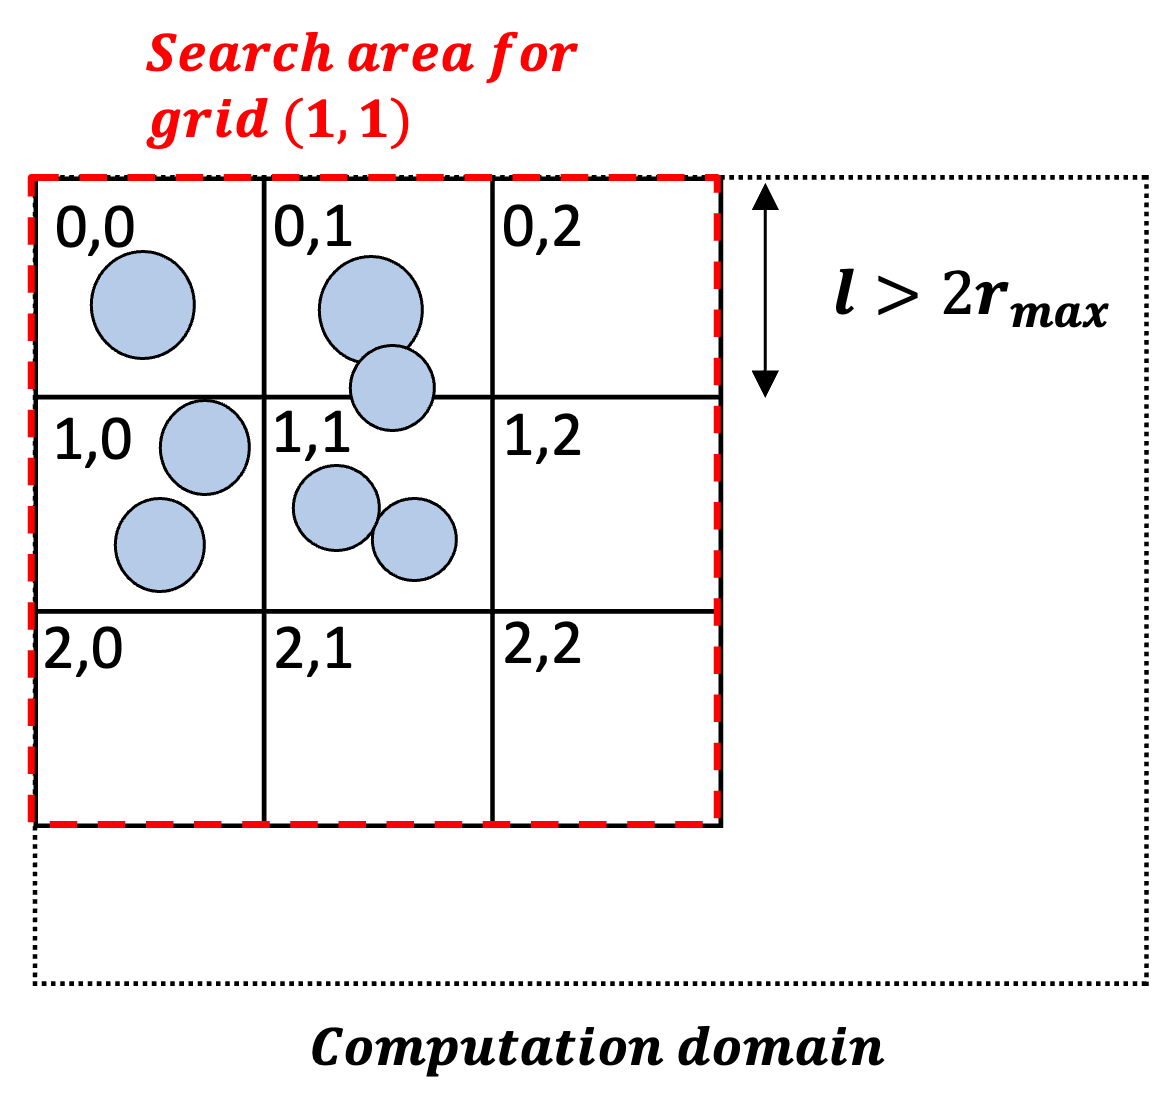 Search area for
grid (1, 1)
0,0
0,1
0,2
l > 2r_max
1,0
1,1
1,2
2,0
2,1
2,2
Computation domain